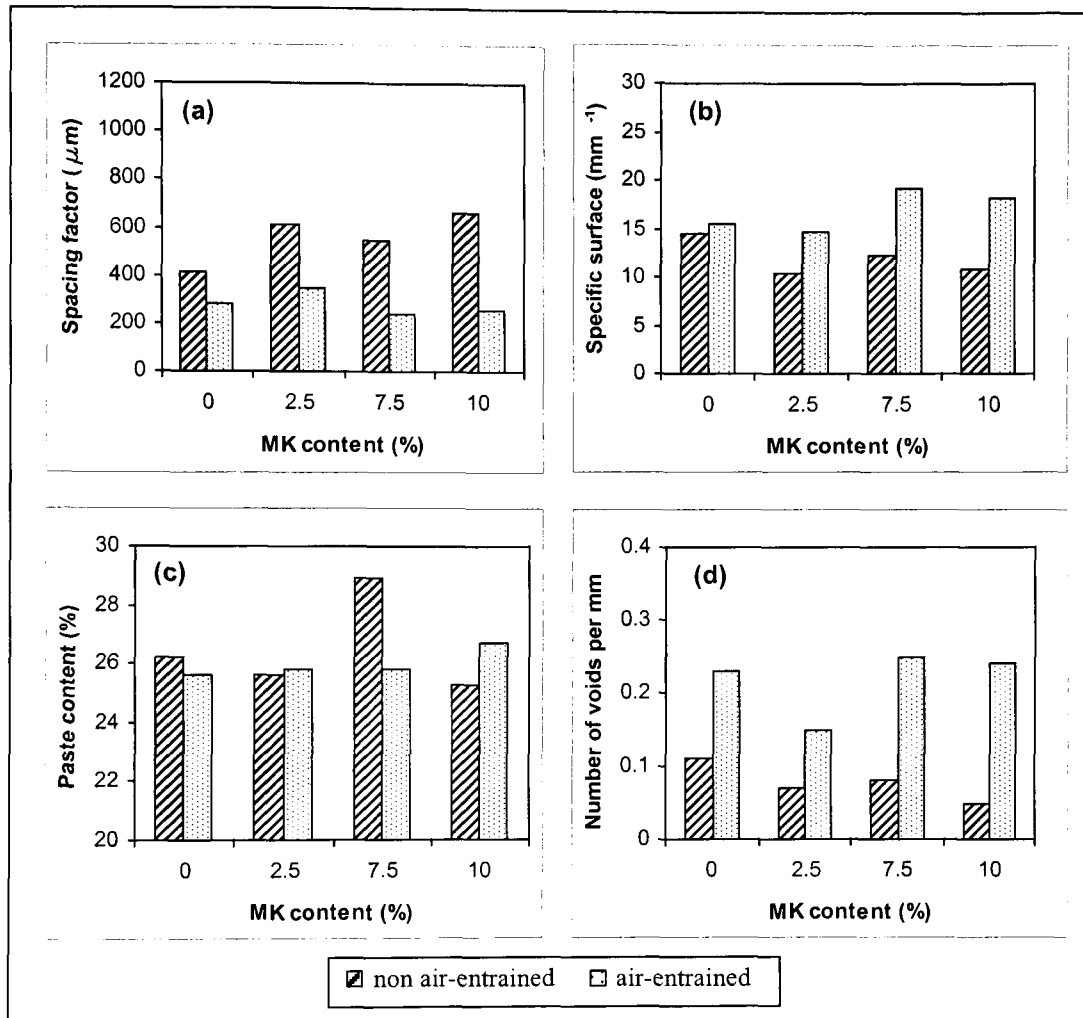 (a)
Spacing factor ( μm)
1200
1000
800
600
400
200
0
0 2.5 7.5 10
MK content (%)
(b)
Specific surface (mm ⁻¹)
30
25
20
15
10
5
0
0 2.5 7.5 10
MK content (%)
(c)
Paste content (%)
30
28
26
24
22
20
0 2.5 7.5 10
MK content (%)
(d)
Number of voids per mm
0.4
0.3
0.2
0.1
0
0 2.5 7.5 10
MK content (%)
non air-entrained air-entrained